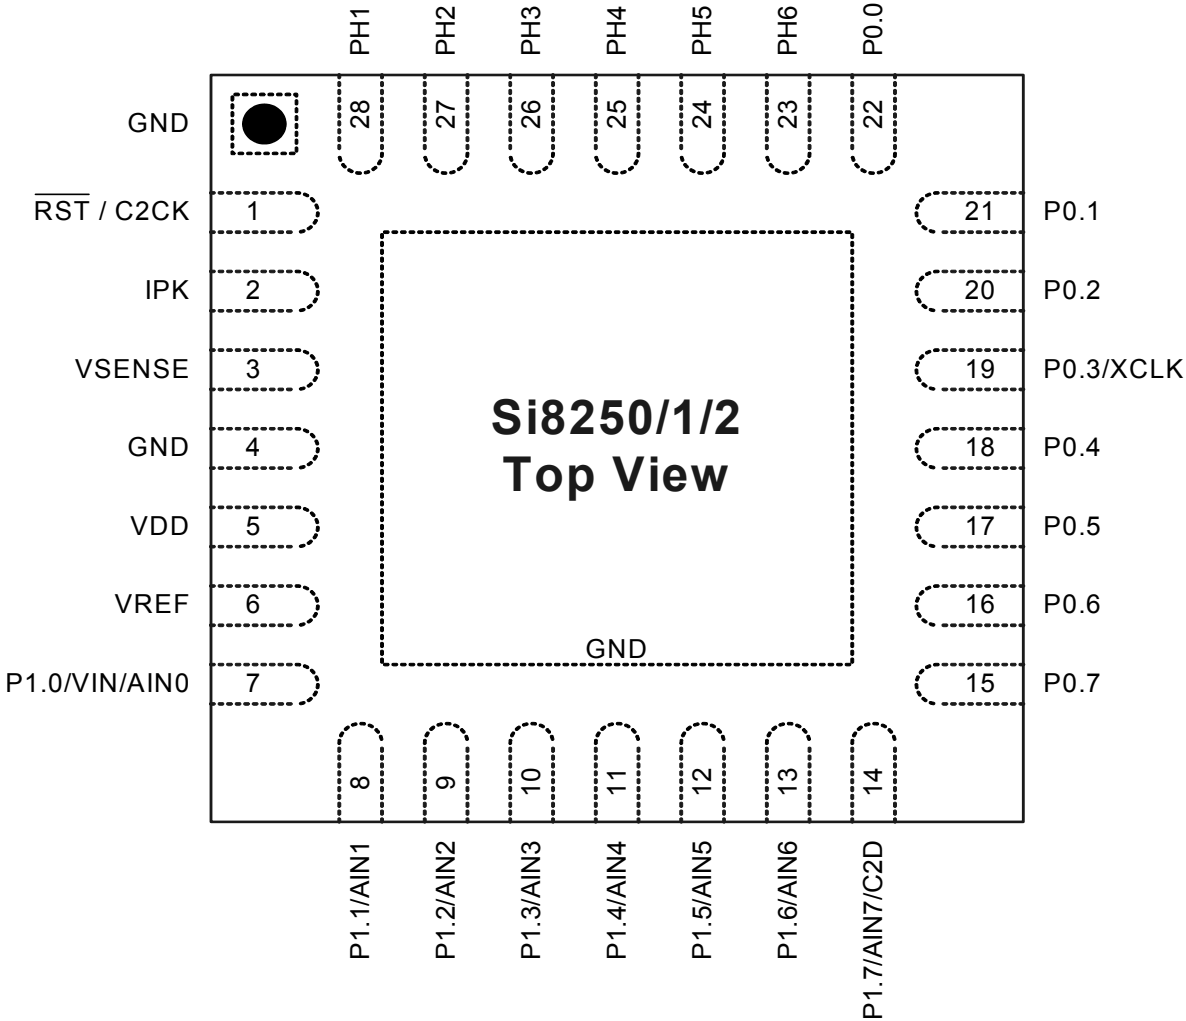 PH1
PH2
PH3
PH4
PH5
PH6
P0.0
28
27
26
25
24
23
22
GND
RST / C2CK
1
21
P0.1
IPK
2
20
P0.2
VSENSE
3
19
P0.3/XCLK
GND
4
18
P0.4
VDD
5
17
P0.5
VREF
6
16
P0.6
P1.0/VIN/AIN0
7
15
P0.7
Si8250/1/2
Top View
GND
8
9
10
11
12
13
14
P1.1/AIN1
P1.2/AIN2
P1.3/AIN3
P1.4/AIN4
P1.5/AIN5
P1.6/AIN6
P1.7/AIN7/C2D